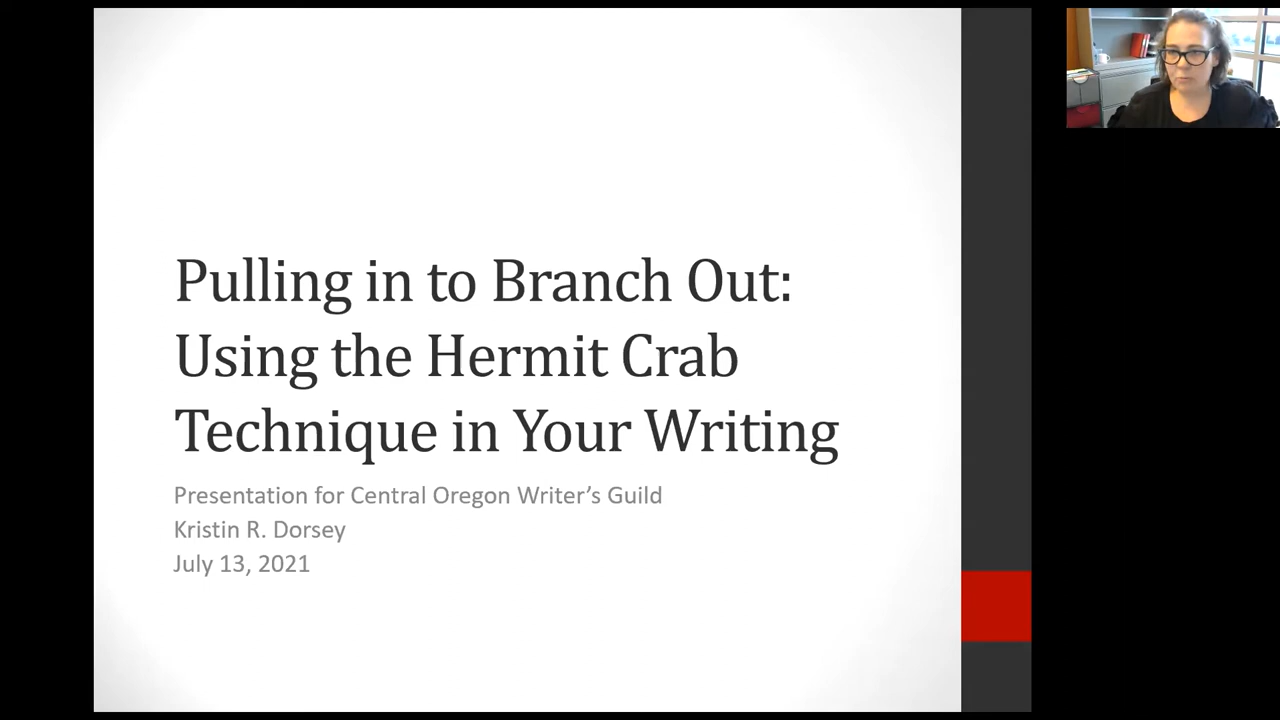 Pulling in to Branch Out:
Using the Hermit Crab
Technique in Your Writing
Presentation for Central Oregon Writer's Guild
Kristin R. Dorsey
July 13, 2021